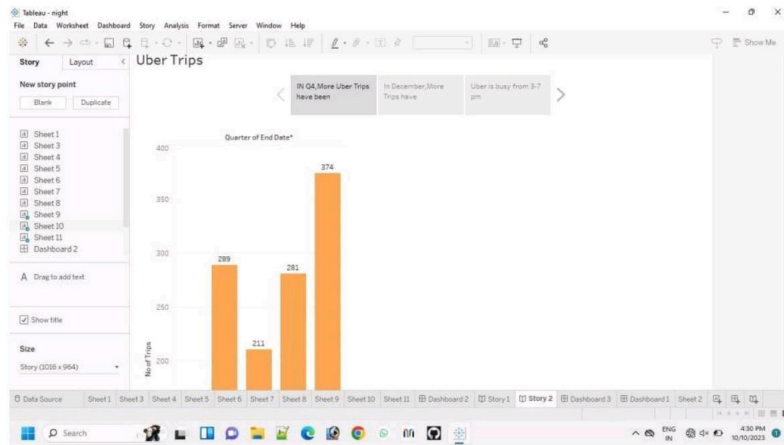 Tableau - night
File Data Worksheet Dashboard Story Analysis Format Server Window Help
Show Me
Story Layout
Uber Trips
New story point
Blank Duplicate
IN Q4,More Uber Trips
have been
In December,More
Trips have
Uber is busy from 3-7
pm
Sheet 1
Sheet 3
Sheet 4
Sheet 5
Sheet 6
Sheet 7
Sheet 8
Sheet 9
Sheet 10
Sheet 11
Dashboard 2
A Drag to add text
Show title
Size
Story (1016 x 964)
Quarter of End Date*
400
374
350
300
289
281
250
211
200
No of Trips
Data Source Sheet 1 Sheet 3 Sheet 4 Sheet 5 Sheet 6 Sheet 7 Sheet 8 Sheet 9 Sheet 10 Sheet 11 Dashboard 2 Story 1 Story 2 Dashboard 3 Dashboard 1 Sheet 2
Search
ENG
IN
4:30 PM